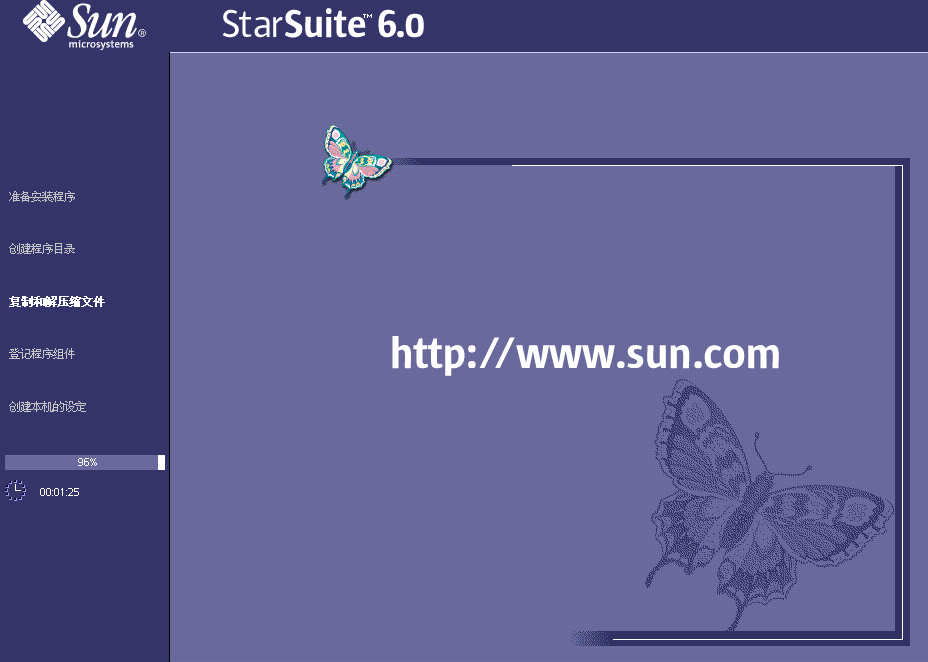 Sun®
microsystems
StarSuite™ 6.0
准备安装程序
创建程序目录
复制和解压缩文件
登记程序组件
创建本机的设定
96%
00:01:25
http://www.sun.com